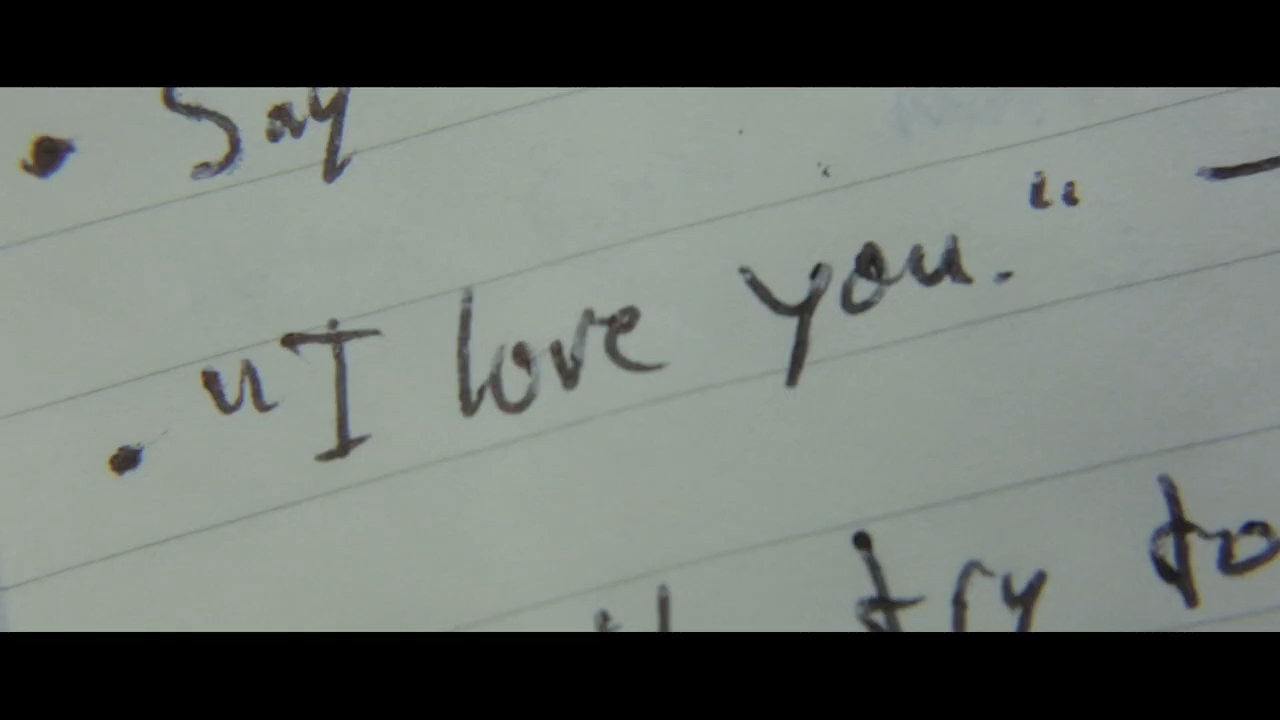 • Say
• "I love you." —
try to